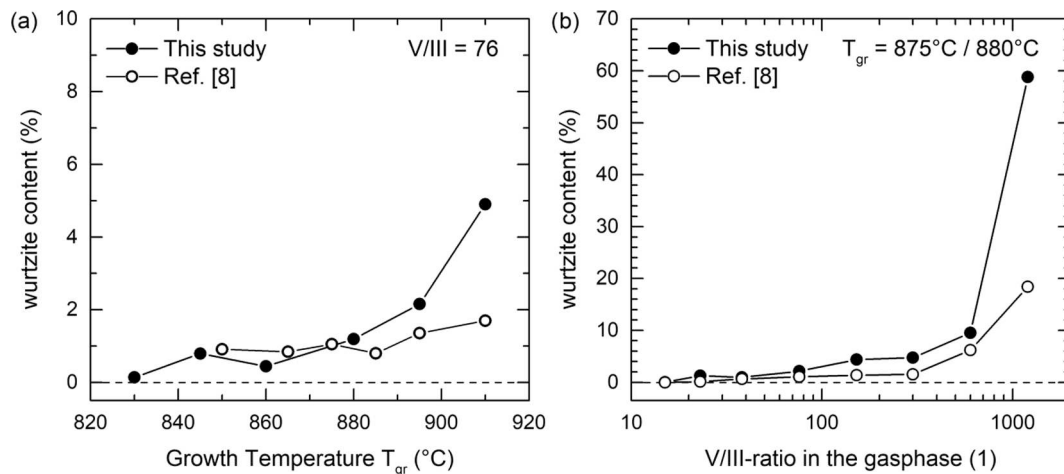 (a)
This study
Ref. [8]
V/III = 76
10
8
6
4
2
0
wurtzite content (%)
820 840 860 880 900 920
Growth Temperature T_gr (°C)
(b)
This study
Ref. [8]
T_gr = 875°C / 880°C
70
60
50
40
30
20
10
0
wurtzite content (%)
10 100 1000
V/III-ratio in the gasphase (1)